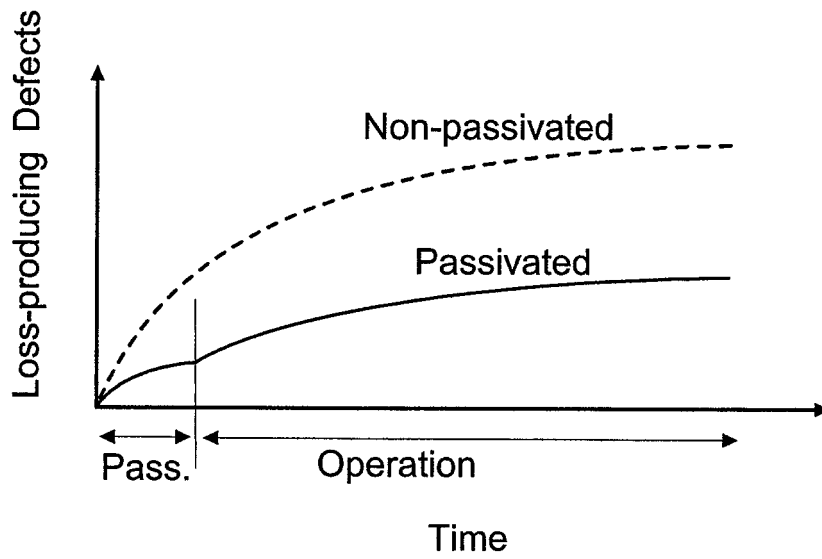 Loss-producing Defects
Non-passivated
Passivated
Pass.
Operation
Time